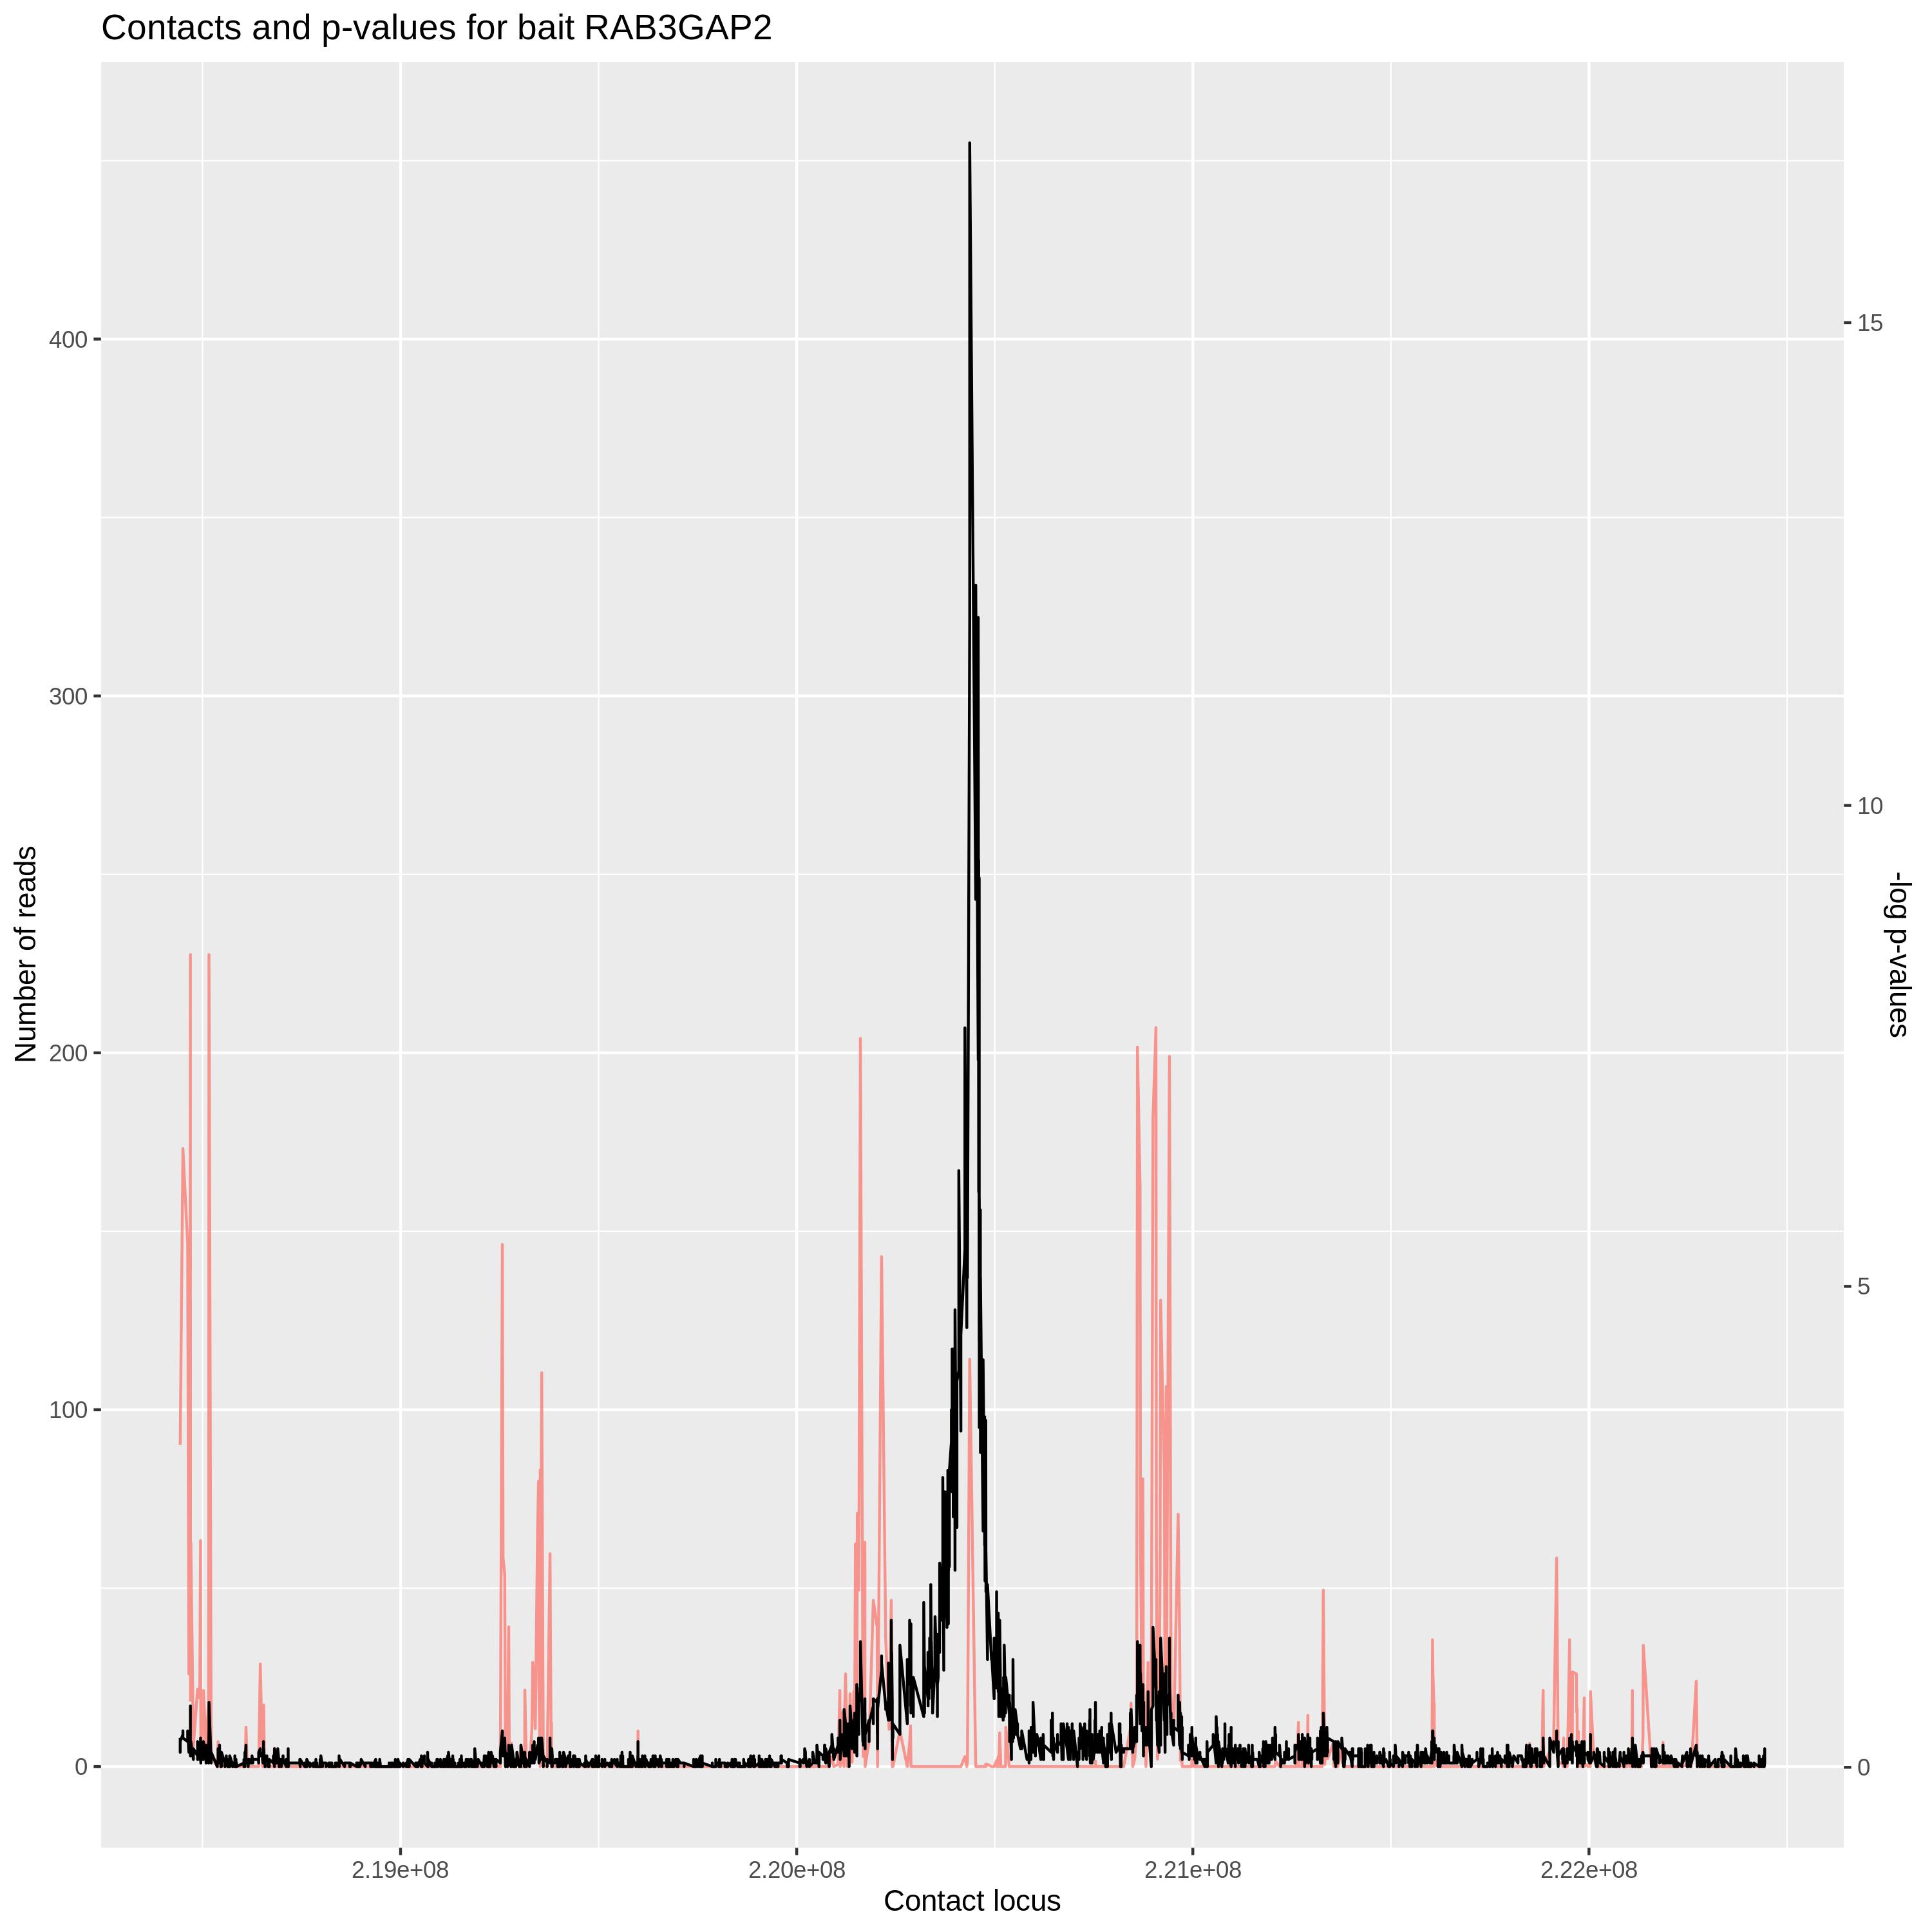 Contacts and p-values for bait RAB3GAP2
400
300
200
100
0
Number of reads
15
10
5
0
-log p-values
2.19e+08
2.20e+08
2.21e+08
2.22e+08
Contact locus